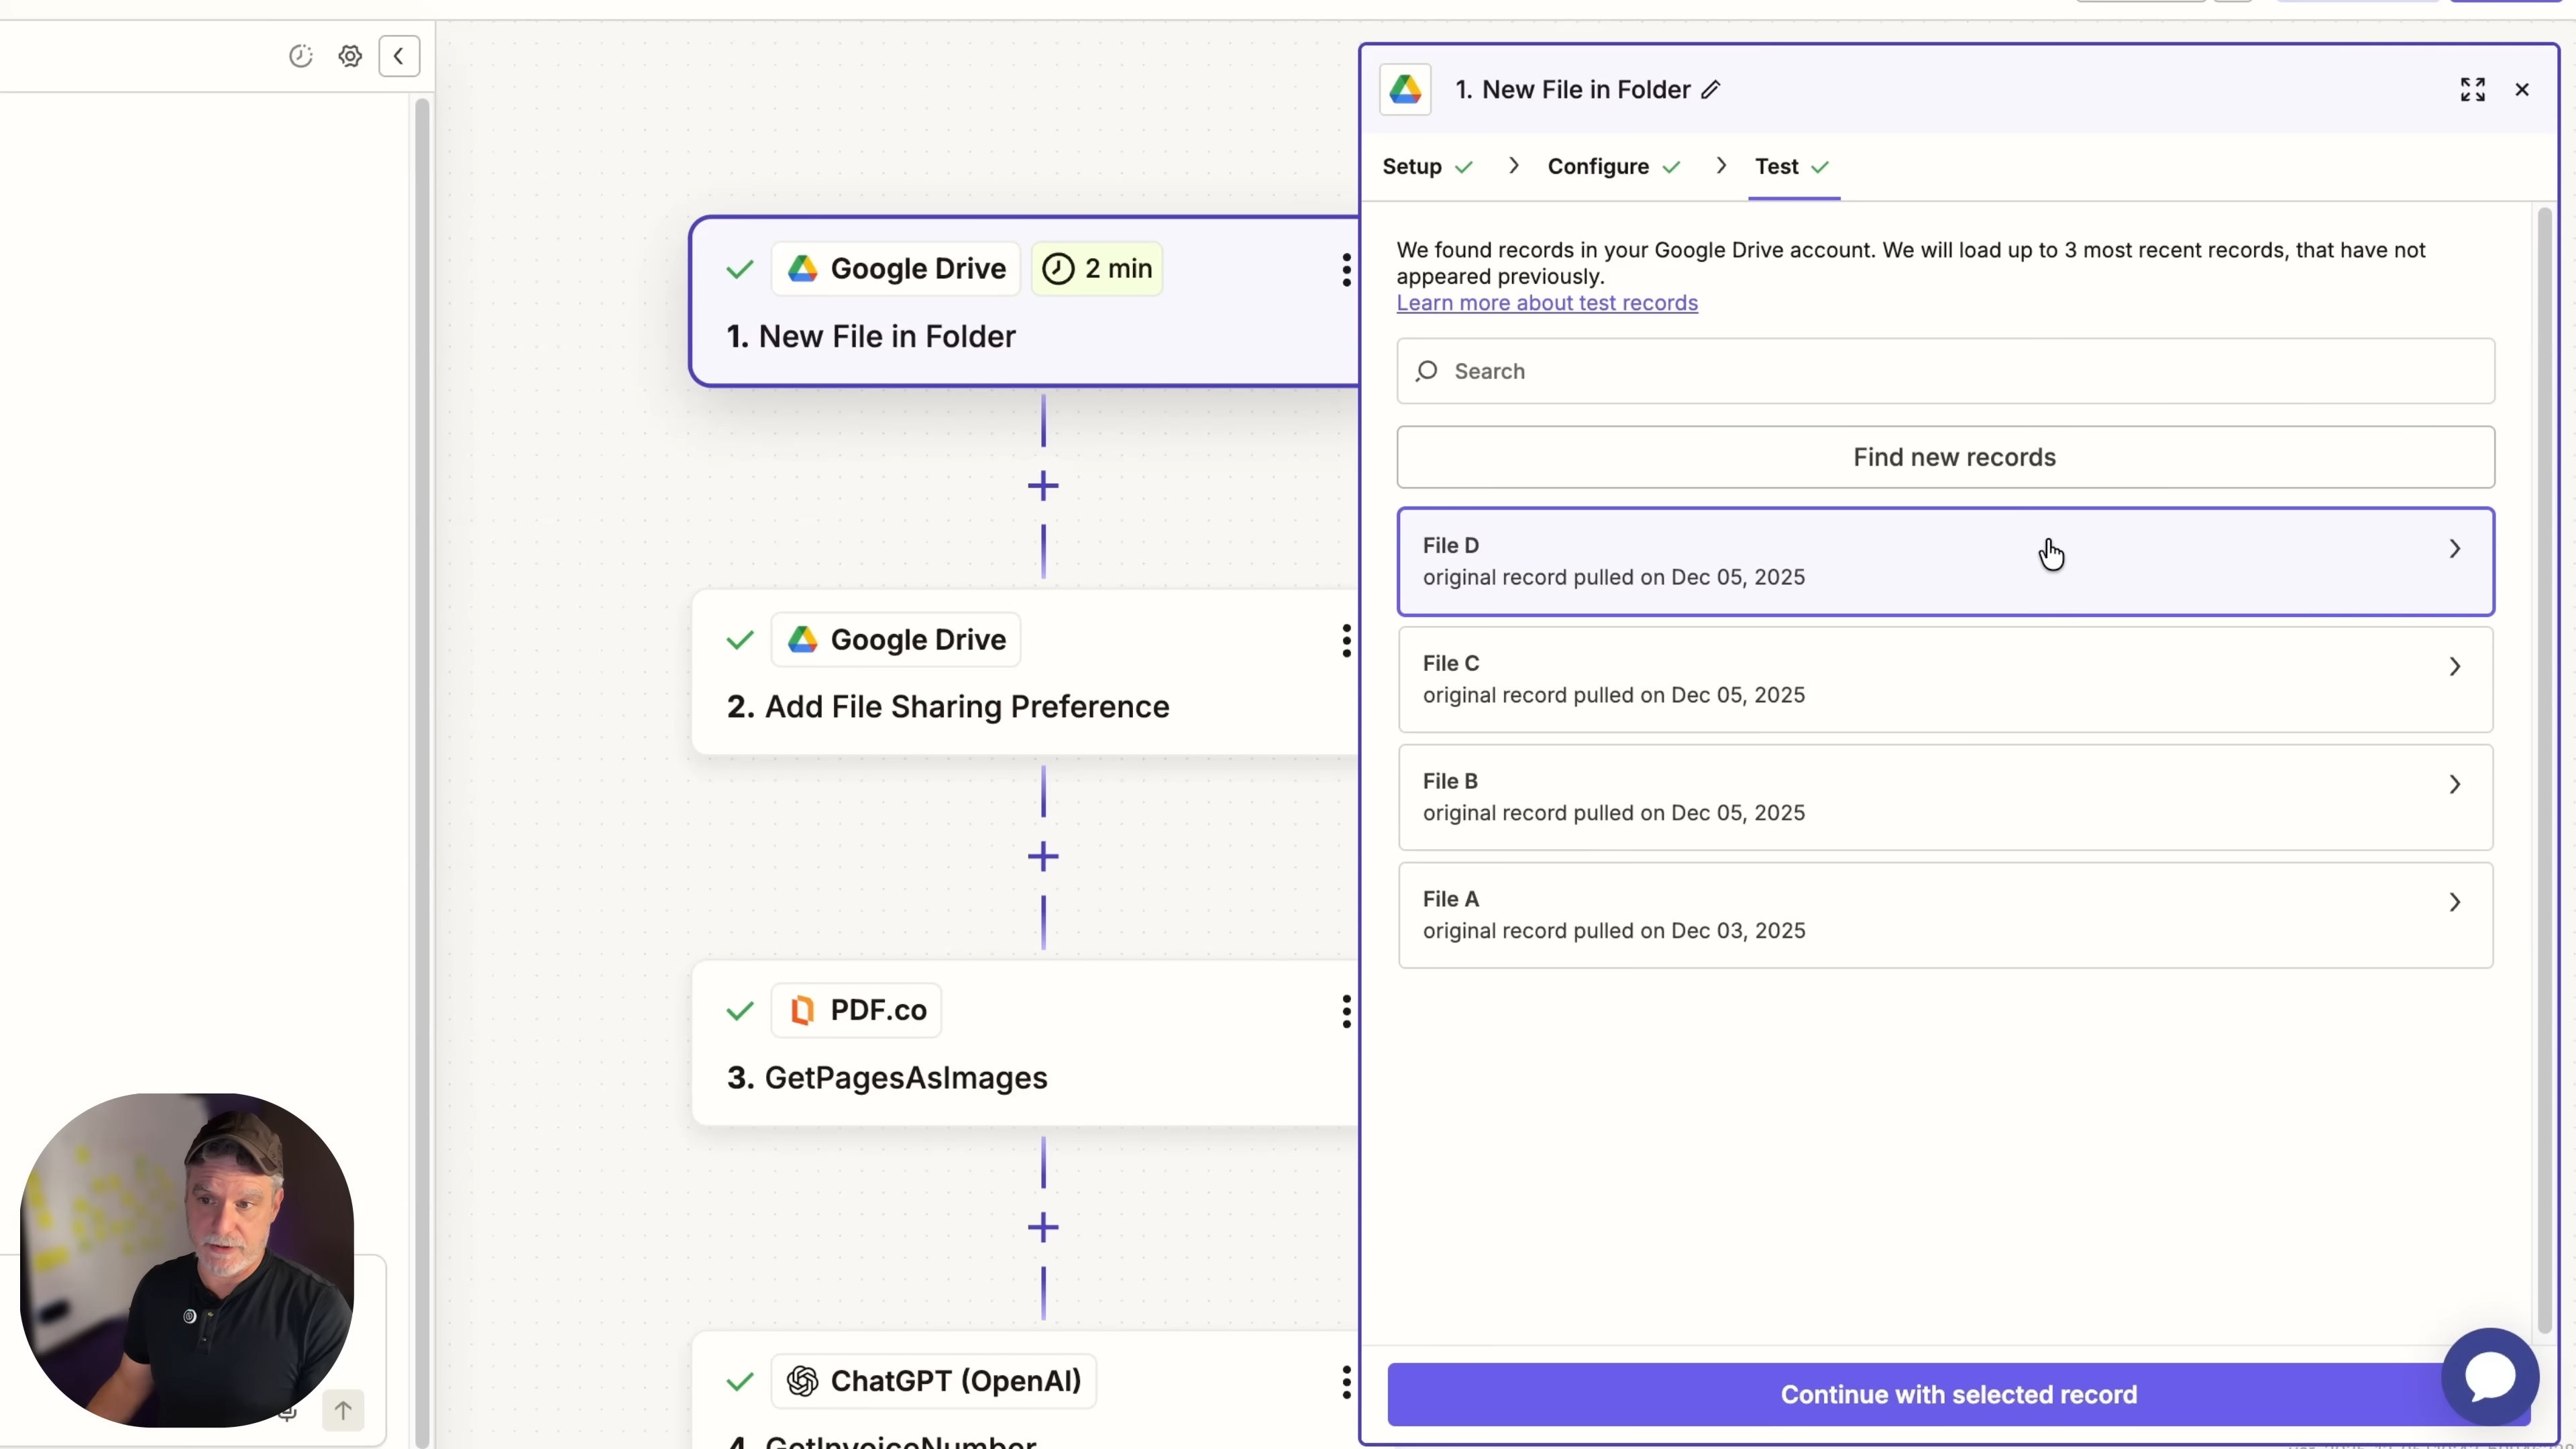 Google Drive
2 min
1. New File in Folder
Google Drive
2. Add File Sharing Preference
PDF.co
3. GetPagesAsImages
ChatGPT (OpenAI)
4. GetInvoiceNumber
1. New File in Folder
Setup
Configure
Test
We found records in your Google Drive account. We will load up to 3 most recent records, that have not
appeared previously.
Learn more about test records
Search
Find new records
File D
original record pulled on Dec 05, 2025
File C
original record pulled on Dec 05, 2025
File B
original record pulled on Dec 05, 2025
File A
original record pulled on Dec 03, 2025
Continue with selected record